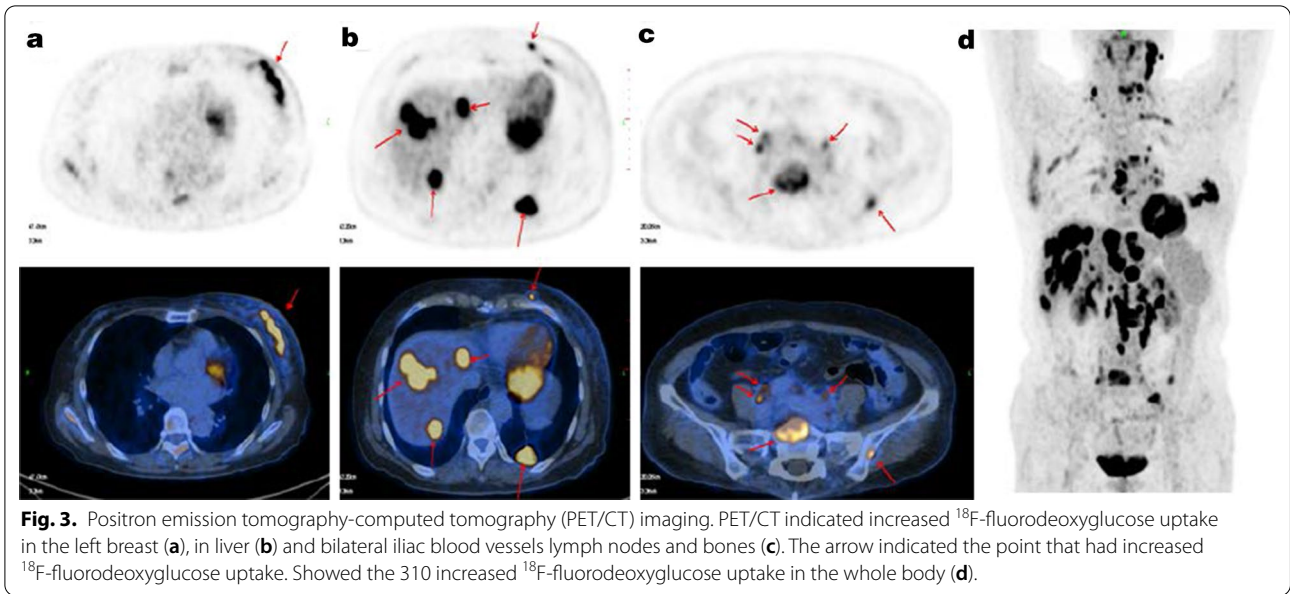 a
b
c
d
Fig. 3. Positron emission tomography-computed tomography (PET/CT) imaging. PET/CT indicated increased ¹⁸F-fluorodeoxyglucose uptake
in the left breast (a), in liver (b) and bilateral iliac blood vessels lymph nodes and bones (c). The arrow indicated the point that had increased
¹⁸F-fluorodeoxyglucose uptake. Showed the 310 increased ¹⁸F-fluorodeoxyglucose uptake in the whole body (d).